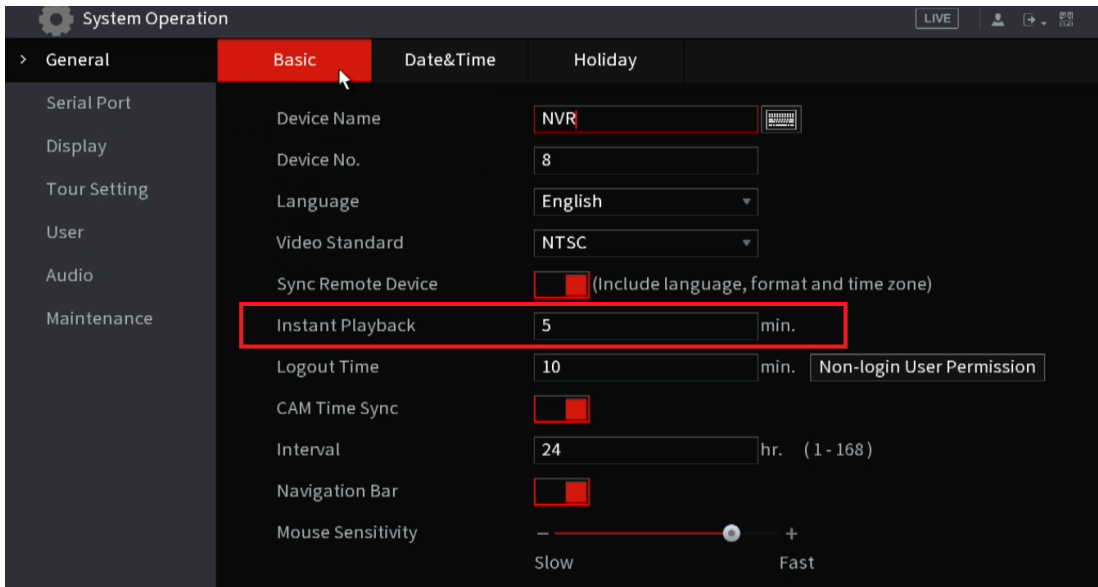 System Operation
LIVE
General
Basic
Date&Time
Holiday
Serial Port
Display
Tour Setting
User
Audio
Maintenance
Device Name
NVR
Device No.
8
Language
English
Video Standard
NTSC
Sync Remote Device
(Include language, format and time zone)
Instant Playback
5
min.
Logout Time
10
min.
Non-login User Permission
CAM Time Sync
Interval
24
hr.
(1-168)
Navigation Bar
Mouse Sensitivity
Slow
Fast